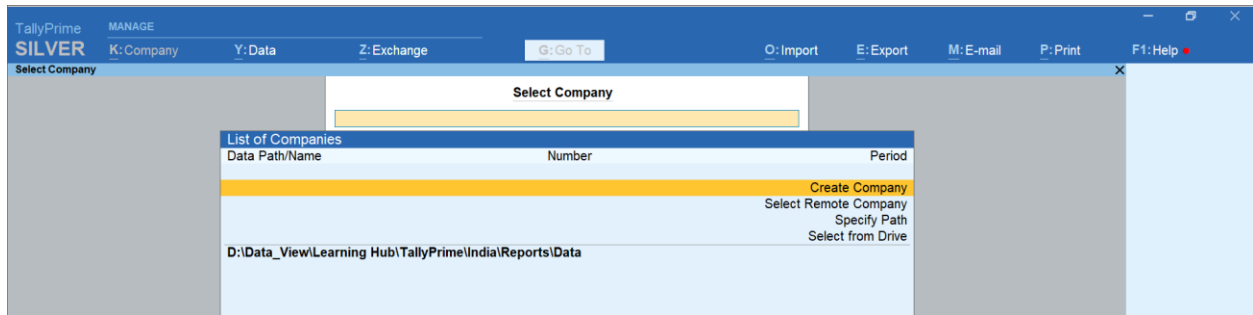 TallyPrime MANAGE
SILVER K:Company Y:Data Z:Exchange G:Go To O:Import E:Export M:E-mail P:Print F1:Help
Select Company
Select Company
List of Companies
Data Path/Name Number Period
Create Company
Select Remote Company
Specify Path
Select from Drive
D:\Data_View\Learning Hub\TallyPrime\India\Reports\Data